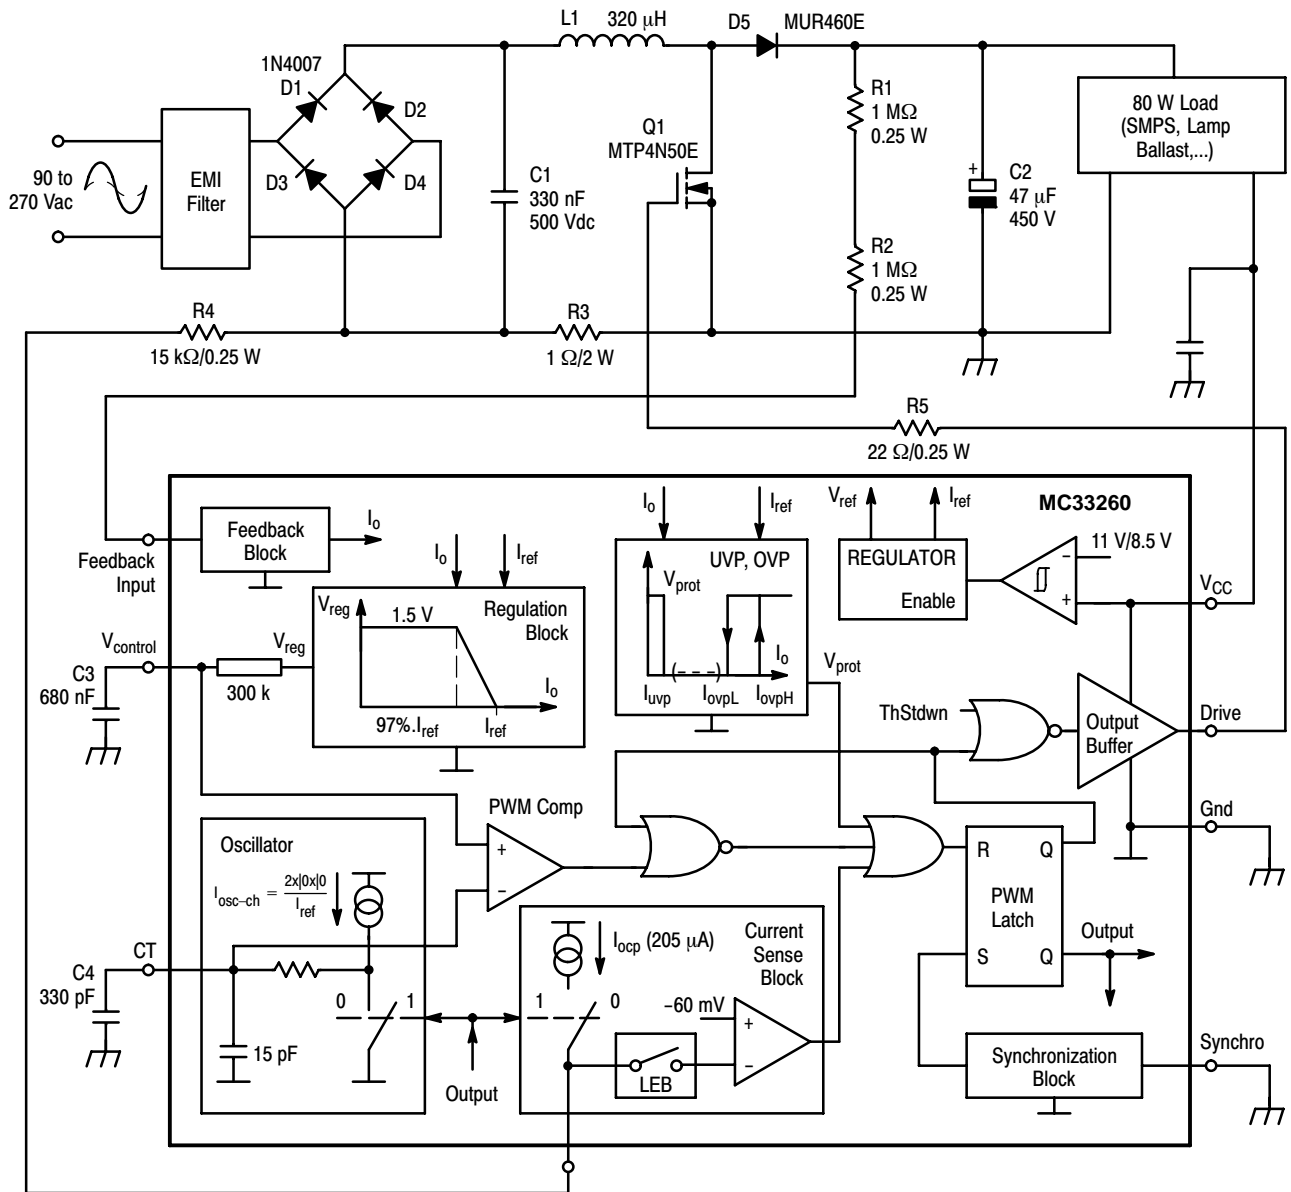 L1
320 µH
D5
MUR460E
1N4007
D1
D2
D3
D4
90 to
270 Vac
EMI
Filter
C1
330 nF
500 Vdc
Q1
MTP4N50E
R1
1 MΩ
0.25 W
R2
1 MΩ
0.25 W
+
C2
47 µF
450 V
80 W Load
(SMPS, Lamp
Ballast,...)
R4
15 kΩ/0.25 W
R3
1 Ω/2 W
R5
22 Ω/0.25 W
MC33260
Feedback
Block
Io
Feedback
Input
Io
Iref
Vreg
1.5 V
Regulation
Block
Io
97%.Iref
Iref
Io
Iref
UVP, OVP
Vprot
Io
Iuvp
(– – –)
IovpL
IovpH
Vprot
Vref
Iref
REGULATOR
Enable
11 V/8.5 V
–
+
VCC
Vcontrol
Vreg
300 k
C3
680 nF
ThStdwn
Output
Buffer
Drive
Gnd
PWM Comp
+
–
Oscillator
Iosc–ch = 2x|0x|0
Iref
CT
C4
330 pF
0
1
15 pF
Output
Iocp (205 µA)
Current
Sense
Block
1
0
–60 mV
+
–
LEB
R
Q
PWM
Latch
S
Q
Output
Synchronization
Block
Synchro